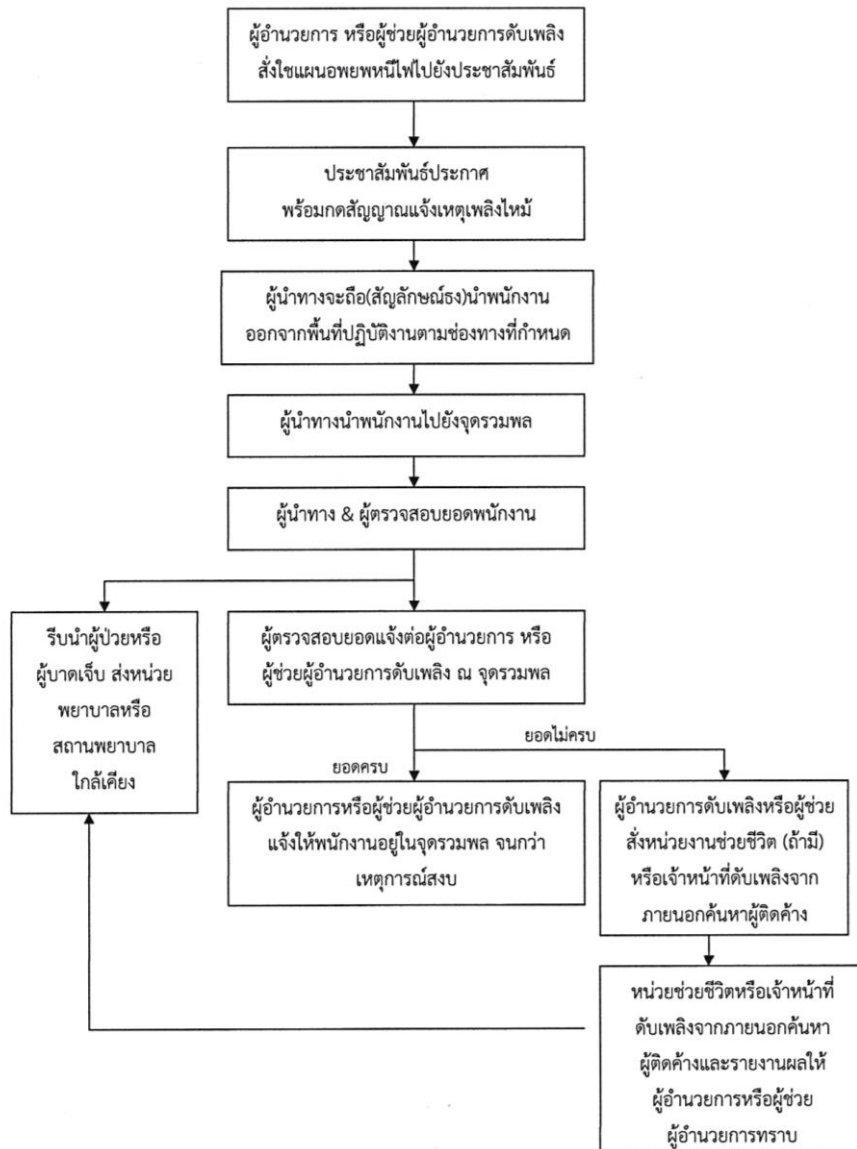 ผู้อำนวยการ หรือผู้ช่วยผู้อำนวยการดับเพลิง
สั่งใช้แผนอพยพหนีไฟไปยังประชาสัมพันธ์
ประชาสัมพันธ์ประกาศ
พร้อมกดสัญญาณแจ้งเหตุเพลิงไหม้
ผู้นำทางจะถือ(สัญลักษณ์ธง)นำพนักงาน
ออกจากพื้นที่ปฏิบัติงานตามช่องทางที่กำหนด
ผู้นำทางนำพนักงานไปยังจุดรวมพล
ผู้นำทาง & ผู้ตรวจสอบยอดพนักงาน
รีบนำผู้ป่วยหรือ
ผู้บาดเจ็บ ส่งหน่วย
พยาบาลหรือ
สถานพยาบาล
ใกล้เคียง
ผู้ตรวจสอบยอดแจ้งต่อผู้อำนวยการ หรือ
ผู้ช่วยผู้อำนวยการดับเพลิง ณ จุดรวมพล
ยอดไม่ครบ
ยอดครบ
ผู้อำนวยการหรือผู้ช่วยผู้อำนวยการดับเพลิง
แจ้งให้พนักงานอยู่ในจุดรวมพล จนกว่า
เหตุการณ์สงบ
ผู้อำนวยการดับเพลิงหรือผู้ช่วย
สั่งหน่วยงานช่วยชีวิต (ถ้ามี)
หรือเจ้าหน้าที่ดับเพลิงจาก
ภายนอกค้นหาผู้ติดค้าง
หน่วยช่วยชีวิตหรือเจ้าหน้าที่
ดับเพลิงจากภายนอกค้นหา
ผู้ติดค้างและรายงานผลให้
ผู้อำนวยการหรือผู้ช่วย
ผู้อำนวยการทราบ